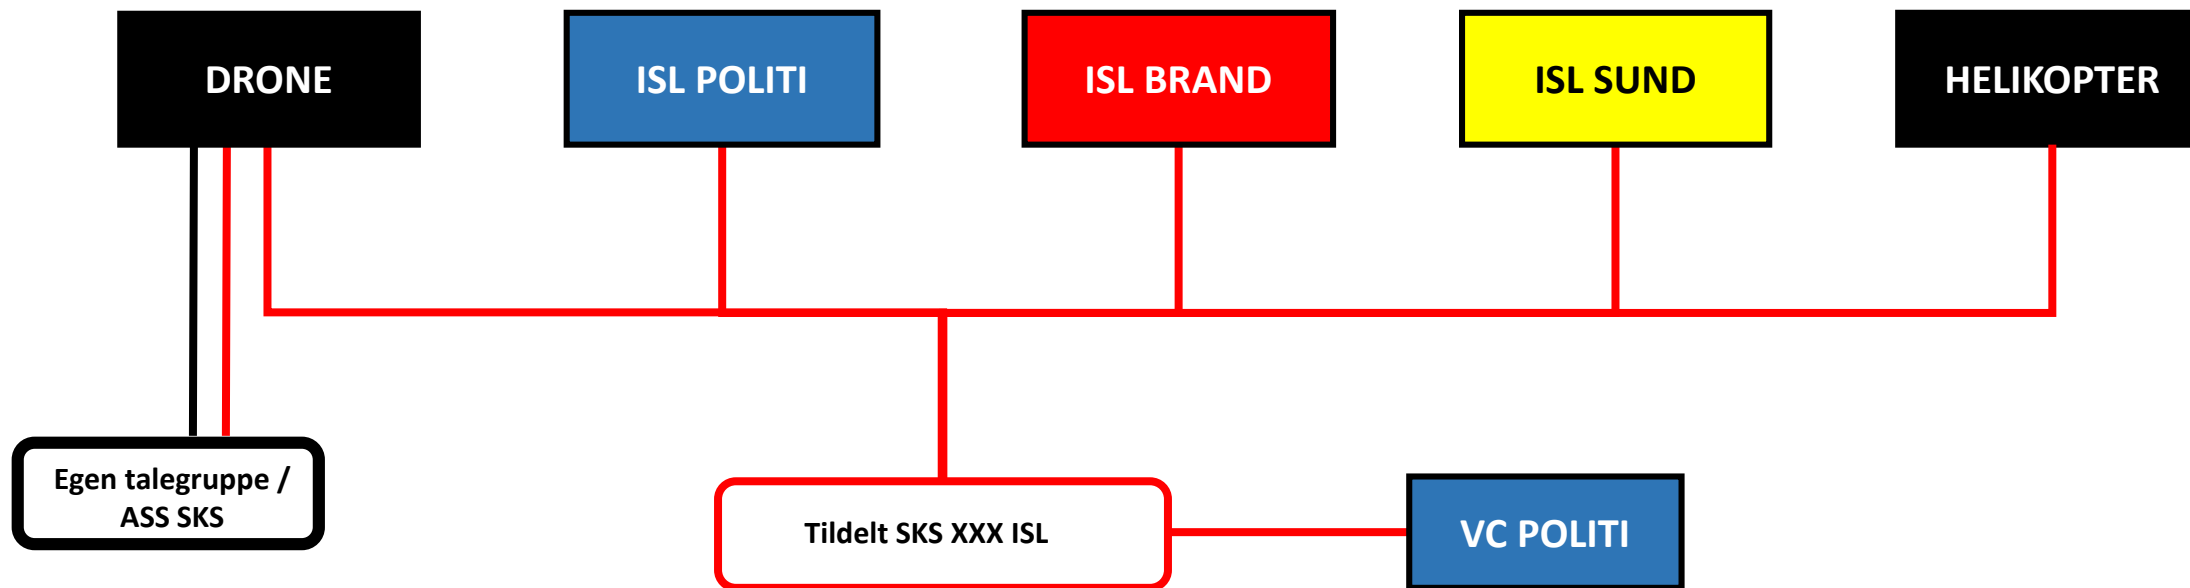 DRONE
ISL POLITI
ISL BRAND
ISL SUND
HELIKOPTER
Egen talegruppe /
ASS SKS
Tildelt SKS XXX ISL
VC POLITI